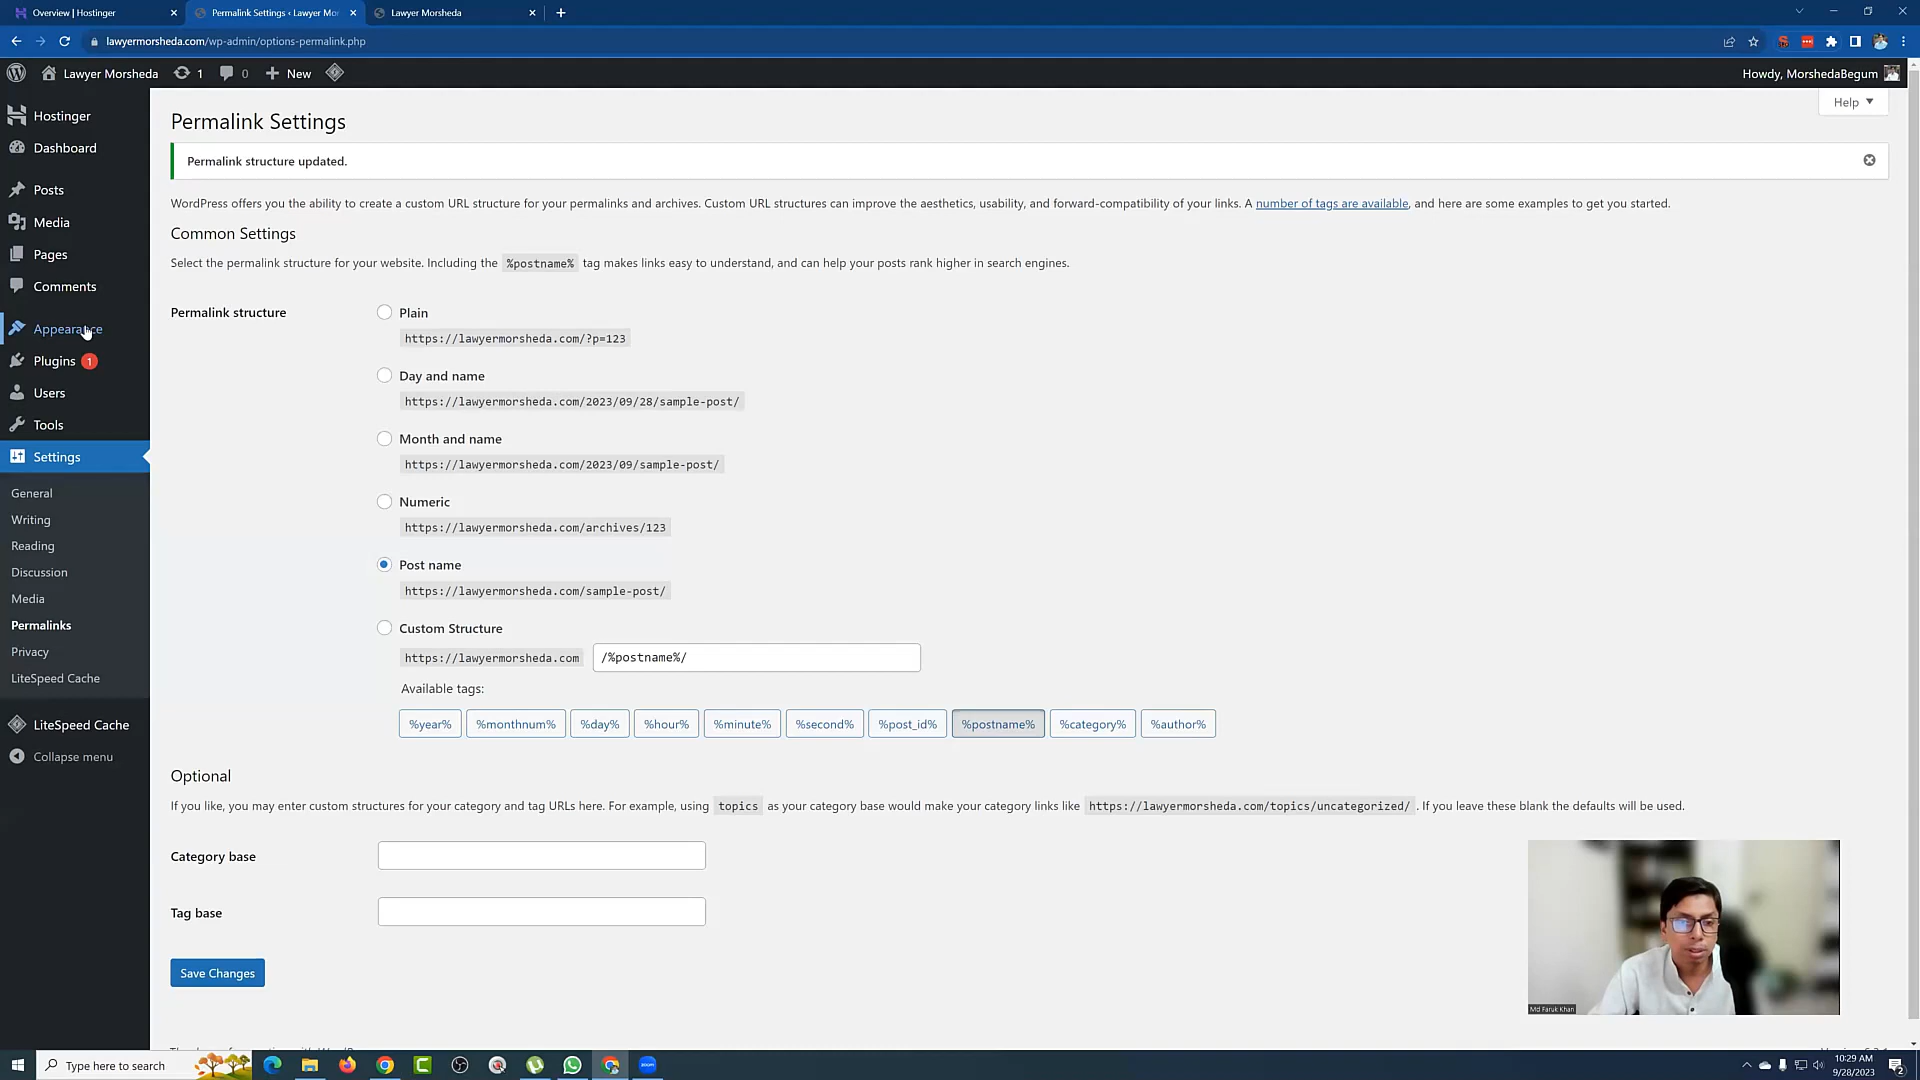 Overview | Hostinger
Permalink Settings ‹ Lawyer Mor
Lawyer Morsheda
lawyermorsheda.com/wp-admin/options-permalink.php
Lawyer Morsheda 1 0 New
Howdy, MorshedaBegum
Help
Hostinger
Dashboard
Posts
Media
Pages
Comments
Appearance
Plugins 1
Users
Tools
Settings
General
Writing
Reading
Discussion
Media
Permalinks
Privacy
LiteSpeed Cache
LiteSpeed Cache
Collapse menu
Permalink Settings
Permalink structure updated.
WordPress offers you the ability to create a custom URL structure for your permalinks and archives. Custom URL structures can improve the aesthetics, usability, and forward-compatibility of your links. A number of tags are available, and here are some examples to get you started.
Common Settings
Select the permalink structure for your website. Including the %postname% tag makes links easy to understand, and can help your posts rank higher in search engines.
Permalink structure
Plain
https://lawyermorsheda.com/?p=123
Day and name
https://lawyermorsheda.com/2023/09/28/sample-post/
Month and name
https://lawyermorsheda.com/2023/09/sample-post/
Numeric
https://lawyermorsheda.com/archives/123
Post name
https://lawyermorsheda.com/sample-post/
Custom Structure
https://lawyermorsheda.com /%postname%/
Available tags:
%year% %monthnum% %day% %hour% %minute% %second% %post_id% %postname% %category% %author%
Optional
If you like, you may enter custom structures for your category and tag URLs here. For example, using topics as your category base would make your category links like https://lawyermorsheda.com/topics/uncategorized/ . If you leave these blank the defaults will be used.
Category base
Tag base
Save Changes
Md Faruk Khan
Type here to search
zoom
10:29 AM
9/28/2023
2